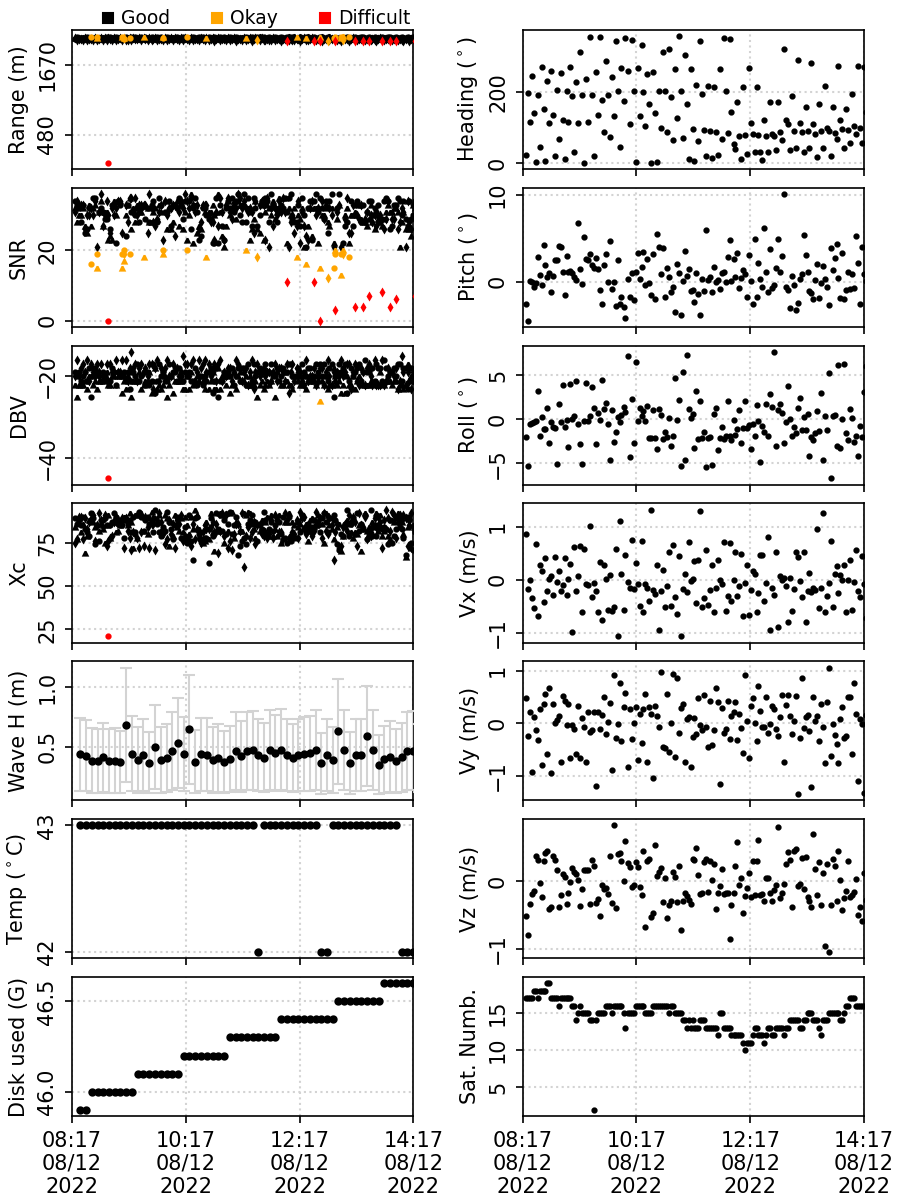 Good Okay Difficult
Range (m)
1670
480
Heading (°)
200
0
SNR
20
0
Pitch (°)
10
0
DBV
−20
−40
Roll (°)
5
0
−5
Xc
75
50
25
Vx (m/s)
1
0
−1
Wave H (m)
1.0
0.5
Vy (m/s)
1
0
−1
Temp (°C)
43
42
Vz (m/s)
0
−1
Disk used (G)
46.5
46.0
Sat. Numb.
15
10
5
08:17 10:17 12:17 14:17
08/12 08/12 08/12 08/12
2022 2022 2022 2022
08:17 10:17 12:17 14:17
08/12 08/12 08/12 08/12
2022 2022 2022 2022